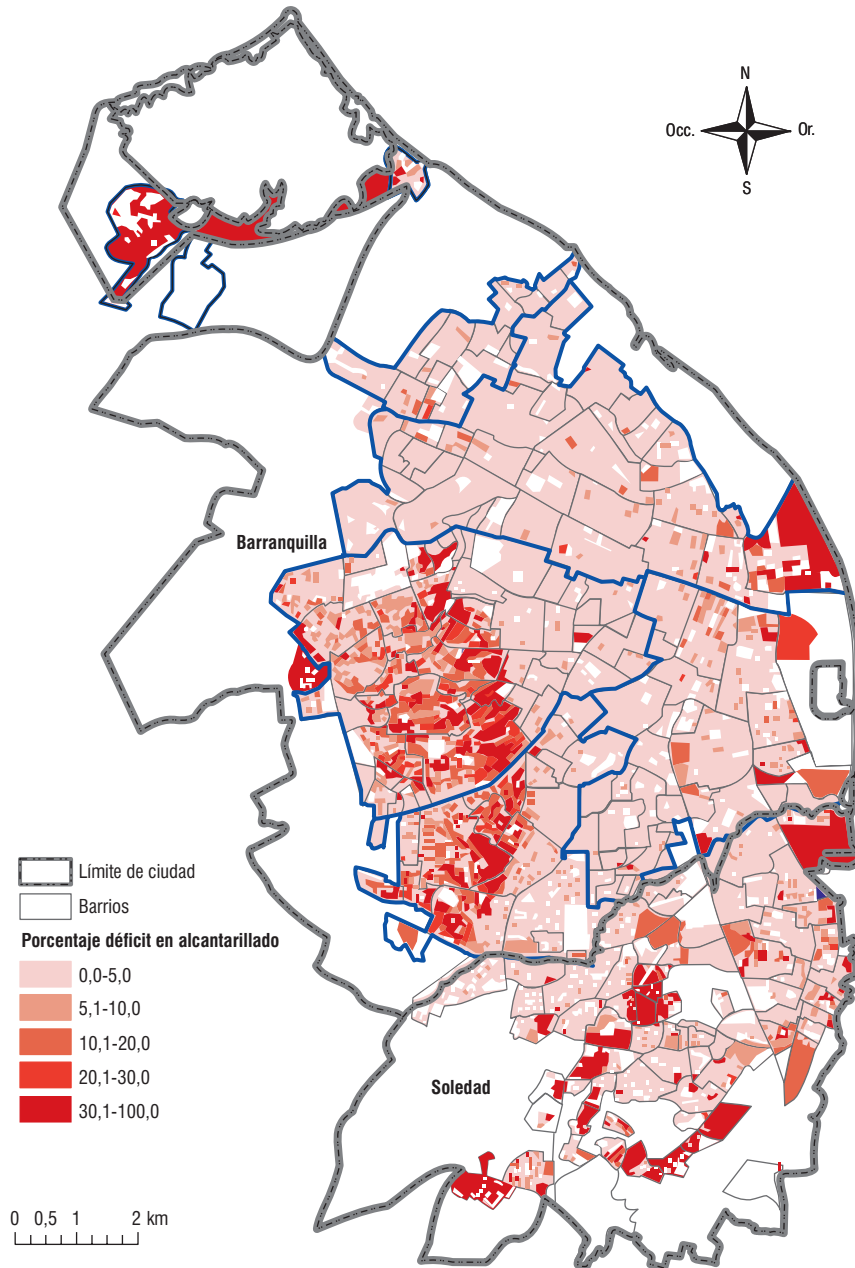 N
Occ.
Or.
S
Barranquilla
Límite de ciudad
Barrios
Porcentaje déficit en alcantarillado
0,0-5,0
5,1-10,0
10,1-20,0
20,1-30,0
30,1-100,0
Soledad
0 0,5 1 2 km